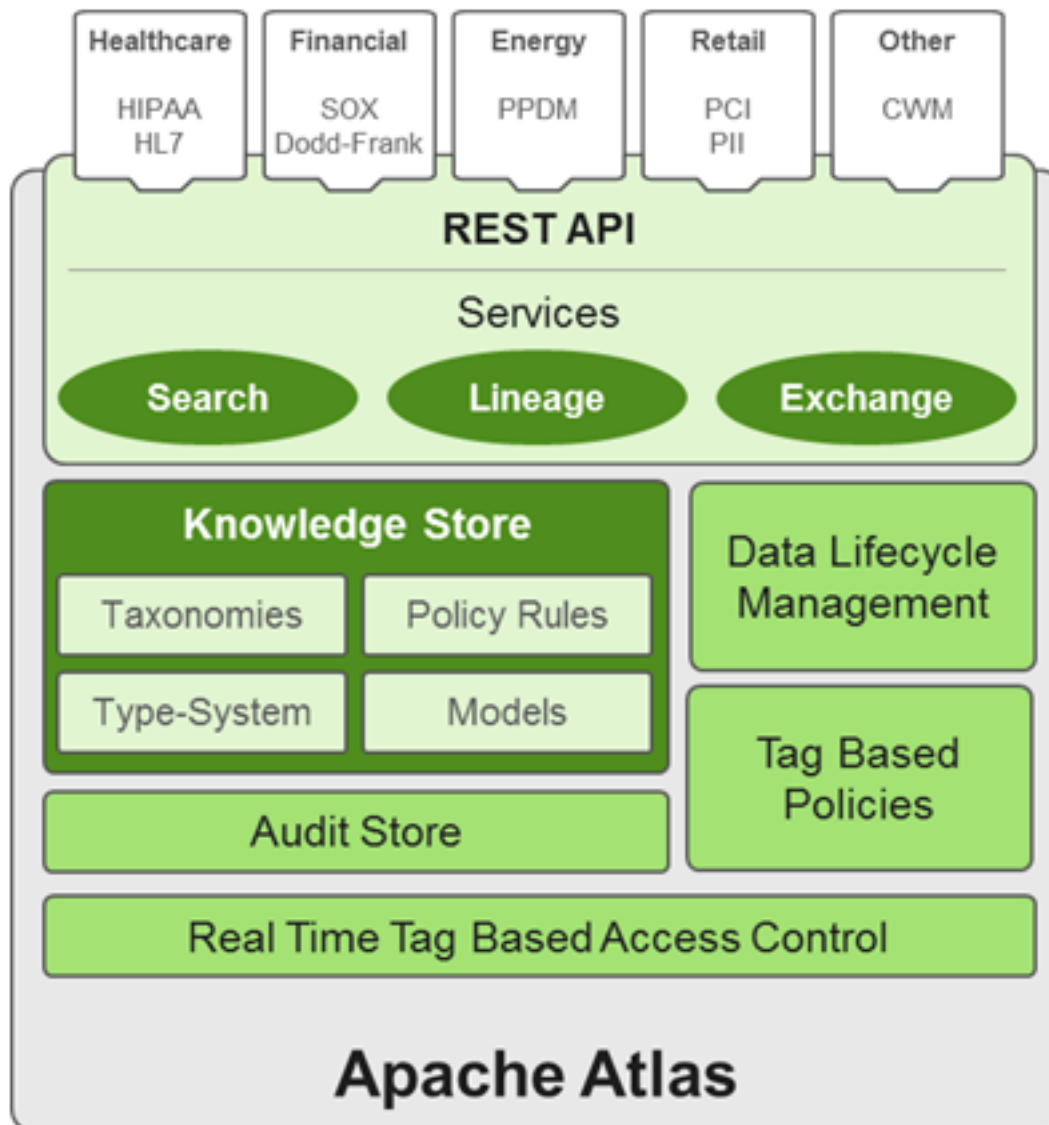 Healthcare
HIPAA
HL7
Financial
SOX
Dodd-Frank
Energy
PPDM
Retail
PCI
PII
Other
CWM
REST API
Services
Search
Lineage
Exchange
Knowledge Store
Taxonomies
Policy Rules
Type-System
Models
Data Lifecycle
Management
Tag Based
Policies
Audit Store
Real Time Tag Based Access Control
Apache Atlas